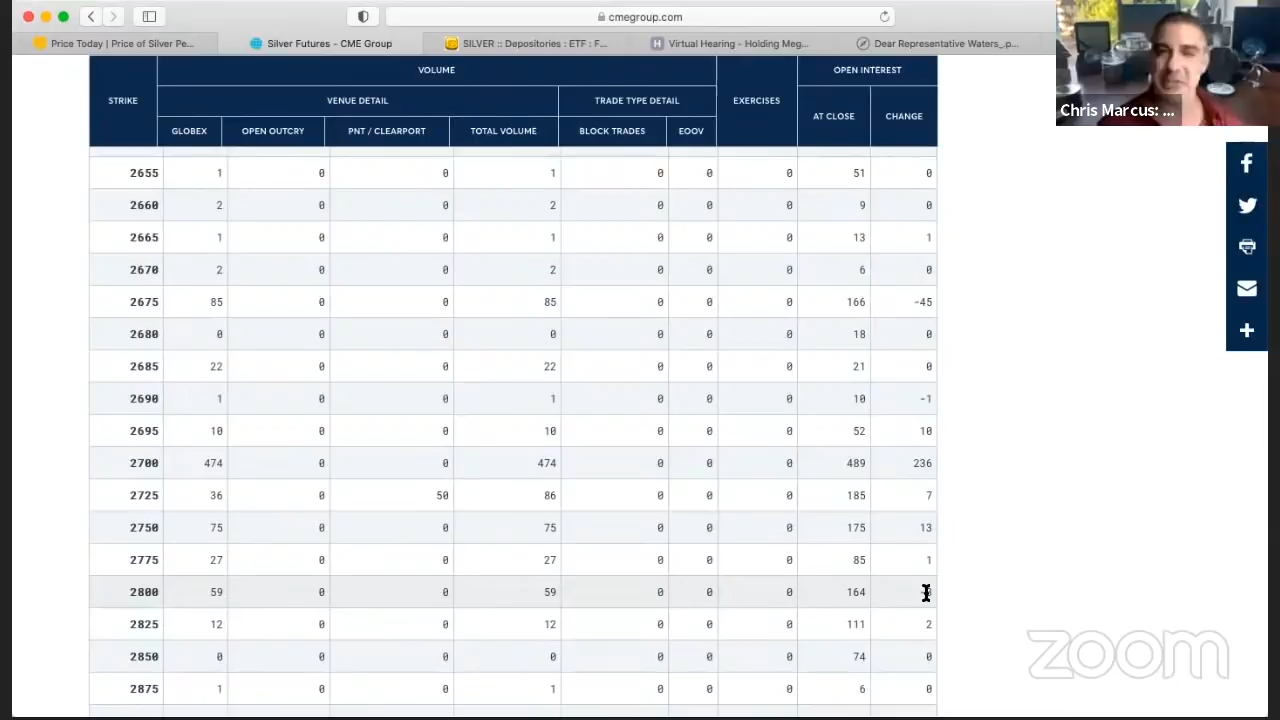 cmegroup.com
Price Today | Price of Silver Pe... Silver Futures - CME Group SILVER :: Depositories : ETF : F... Virtual Hearing - Holding Meg... Dear Representative Waters_.p...
Chris Marcus: ...
STRIKE VOLUME EXERCISES OPEN INTEREST
VENUE DETAIL TRADE TYPE DETAIL AT CLOSE CHANGE
GLOBEX OPEN OUTCRY PNT / CLEARPORT TOTAL VOLUME BLOCK TRADES EOOV
2655 1 0 0 1 0 0 0 51 0
2660 2 0 0 2 0 0 0 9 0
2665 1 0 0 1 0 0 0 13 1
2670 2 0 0 2 0 0 0 6 0
2675 85 0 0 85 0 0 0 166 -45
2680 0 0 0 0 0 0 0 18 0
2685 22 0 0 22 0 0 0 21 0
2690 1 0 0 1 0 0 0 10 -1
2695 10 0 0 10 0 0 0 52 10
2700 474 0 0 474 0 0 0 489 236
2725 36 0 50 86 0 0 0 185 7
2750 75 0 0 75 0 0 0 175 13
2775 27 0 0 27 0 0 0 85 1
2800 59 0 0 59 0 0 0 164
2825 12 0 0 12 0 0 0 111 2
2850 0 0 0 0 0 0 0 74 0
2875 1 0 0 1 0 0 0 6 0
zoom